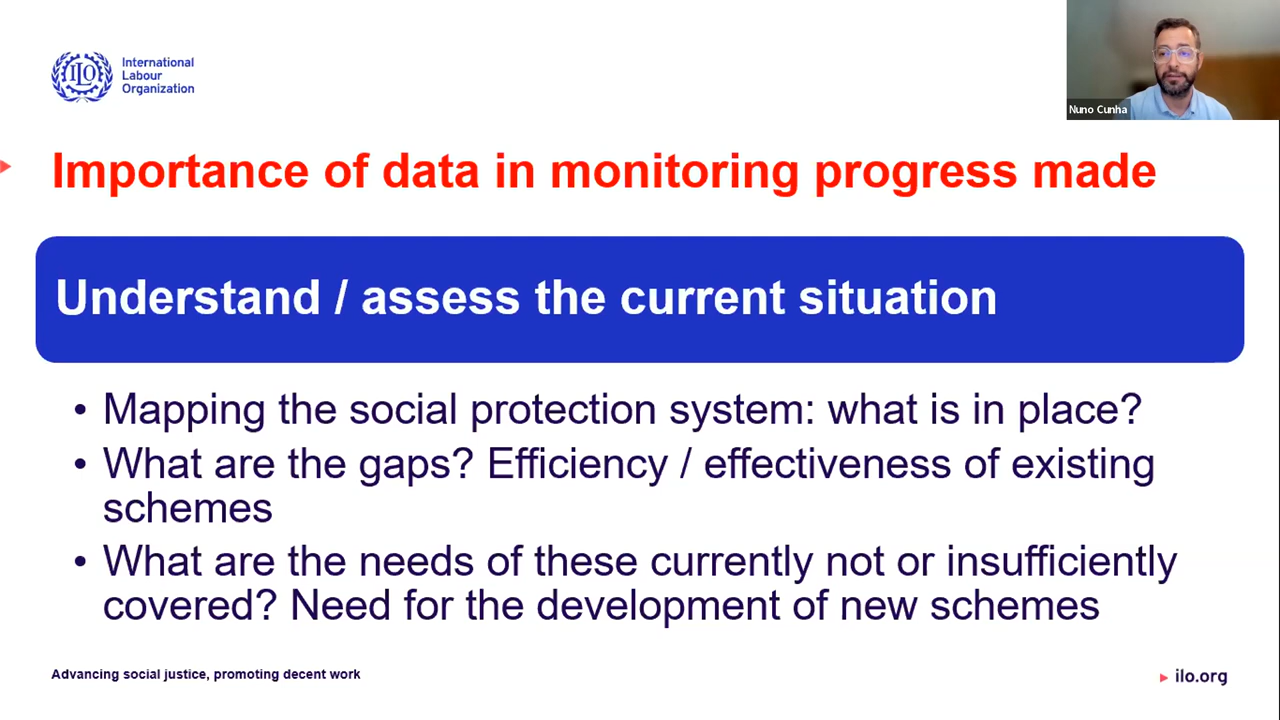 International
Labour
Organization
Nuno Cunha
Importance of data in monitoring progress made
Understand / assess the current situation
• Mapping the social protection system: what is in place?
• What are the gaps? Efficiency / effectiveness of existing
schemes
• What are the needs of these currently not or insufficiently
covered? Need for the development of new schemes
Advancing social justice, promoting decent work
ilo.org